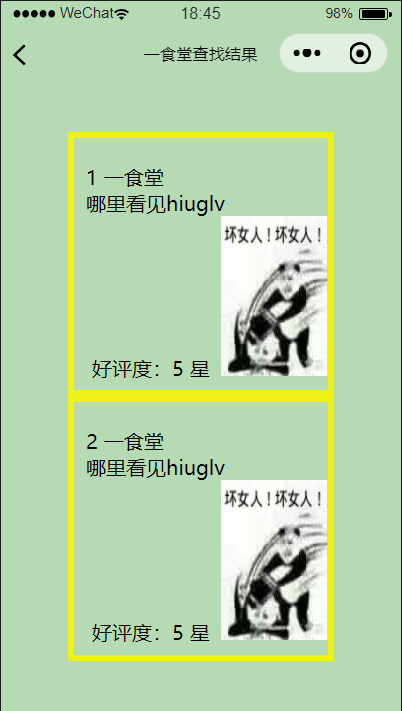 WeChat 18:45 98%
一食堂查找结果
1 一食堂
哪里看见hiuglv
坏女人！坏女人！
好评度：5 星
2 一食堂
哪里看见hiuglv
坏女人！坏女人！
好评度：5 星